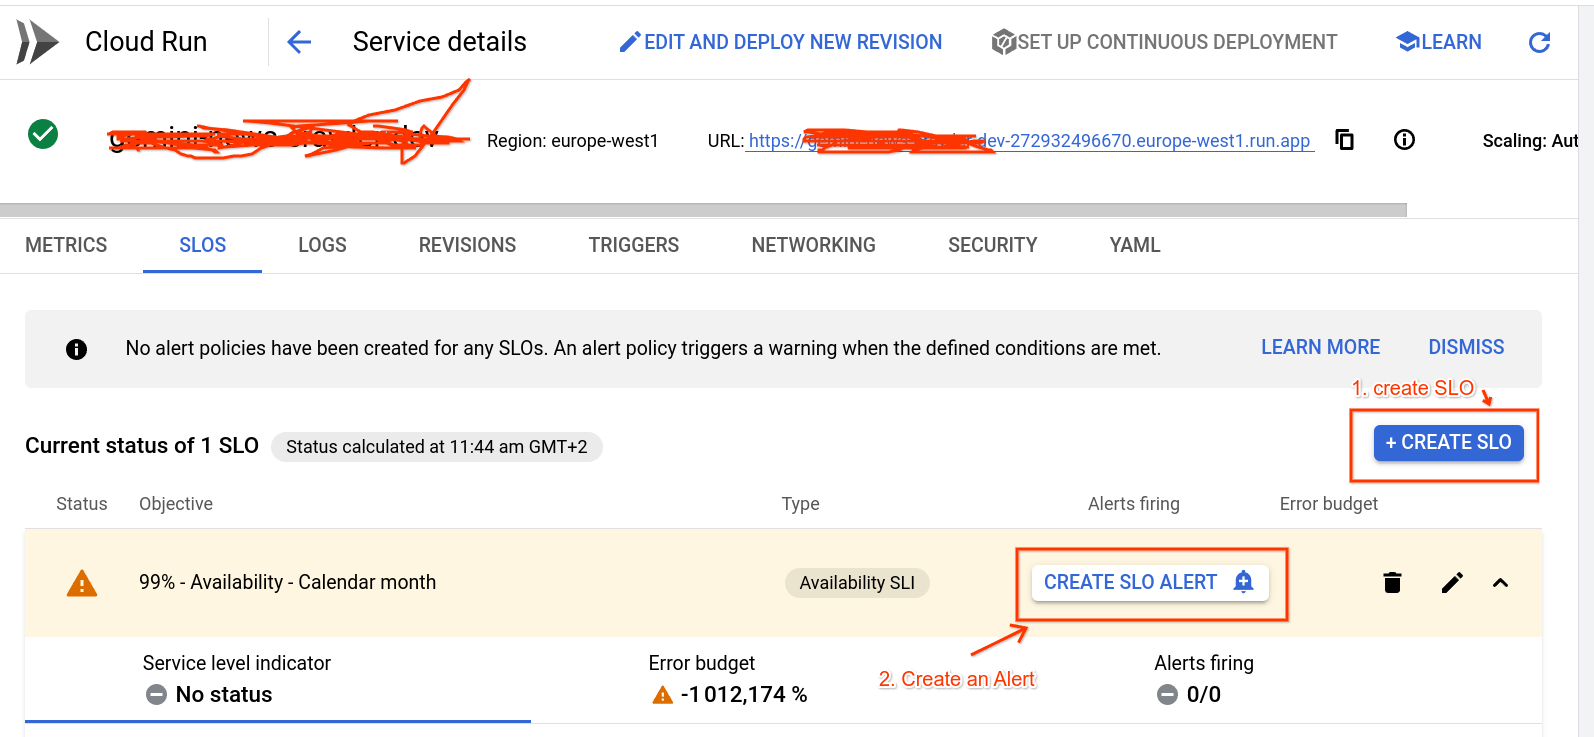 Cloud Run
Service details
EDIT AND DEPLOY NEW REVISION
SET UP CONTINUOUS DEPLOYMENT
LEARN
Region: europe-west1
URL: https:// dev-272932496670.europe-west1.run.app
Scaling: Aut
METRICS
SLOS
LOGS
REVISIONS
TRIGGERS
NETWORKING
SECURITY
YAML
No alert policies have been created for any SLOs. An alert policy triggers a warning when the defined conditions are met.
LEARN MORE
DISMISS
1. create SLO
Current status of 1 SLO
Status calculated at 11:44 am GMT+2
+ CREATE SLO
Status
Objective
Type
Alerts firing
Error budget
99% - Availability - Calendar month
Availability SLI
CREATE SLO ALERT
2. Create an Alert
Service level indicator
No status
Error budget
-1 012,174 %
Alerts firing
0/0